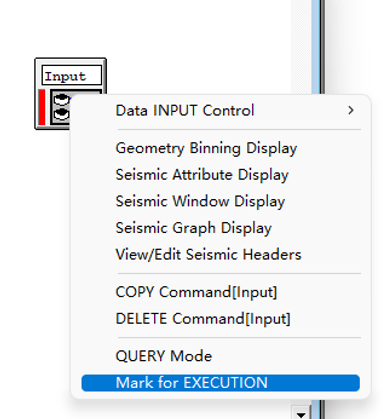 Input
Data INPUT Control
Geometry Binning Display
Seismic Attribute Display
Seismic Window Display
Seismic Graph Display
View/Edit Seismic Headers
COPY Command[Input]
DELETE Command[Input]
QUERY Mode
Mark for EXECUTION